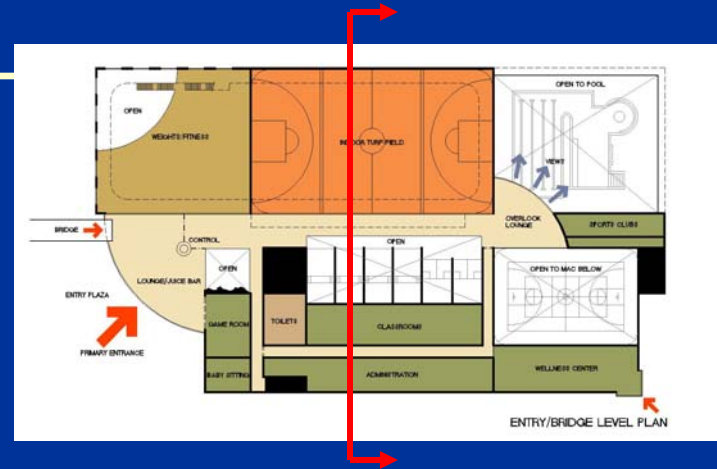 OPEN
WEIGHTS/FITNESS
INDOOR TURF FIELD
OPEN TO POOL
VIEWS
OVERLOOK
LOUNGE
SPORTS CLUBS
BRIDGE
CONTROL
OPEN
OPEN
OPEN TO MAC BELOW
LOUNGE/JUICE BAR
ENTRY PLAZA
PRIMARY ENTRANCE
GAME ROOM
TOILETS
CLASSROOMS
BABY SITTING
ADMINISTRATION
WELLNESS CENTER
ENTRY/BRIDGE LEVEL PLAN